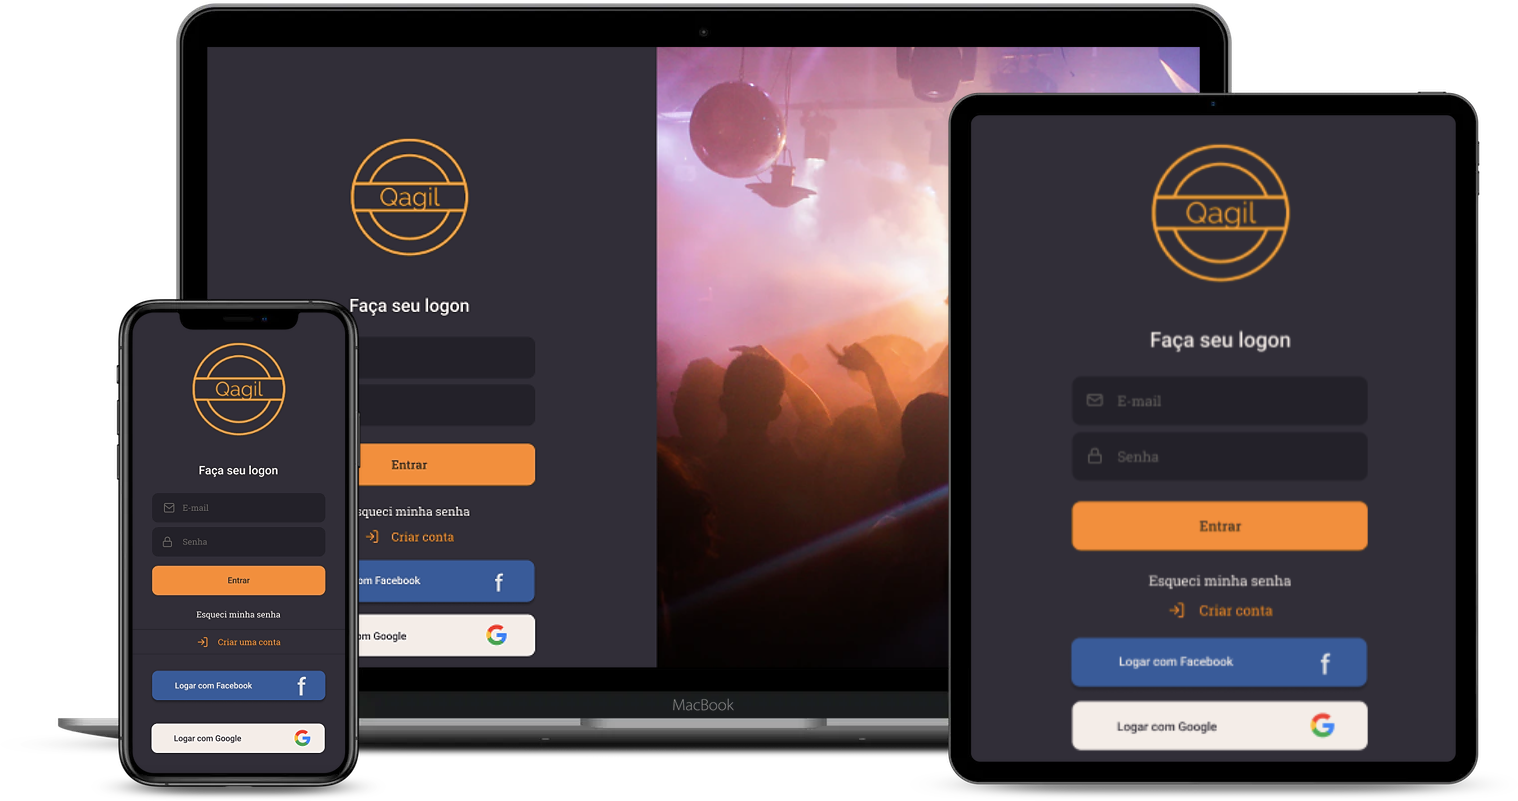 Qagil
Faça seu logon
Entrar
squeci minha senha
Criar conta
om Facebook
f
om Google
G
MacBook
Qagil
Faça seu logon
E-mail
Senha
Entrar
Esqueci minha senha
Criar uma conta
Logar com Facebook
f
Logar com Google
G
Qagil
Faça seu logon
E-mail
Senha
Entrar
Esqueci minha senha
Criar conta
Logar com Facebook
f
Logar com Google
G